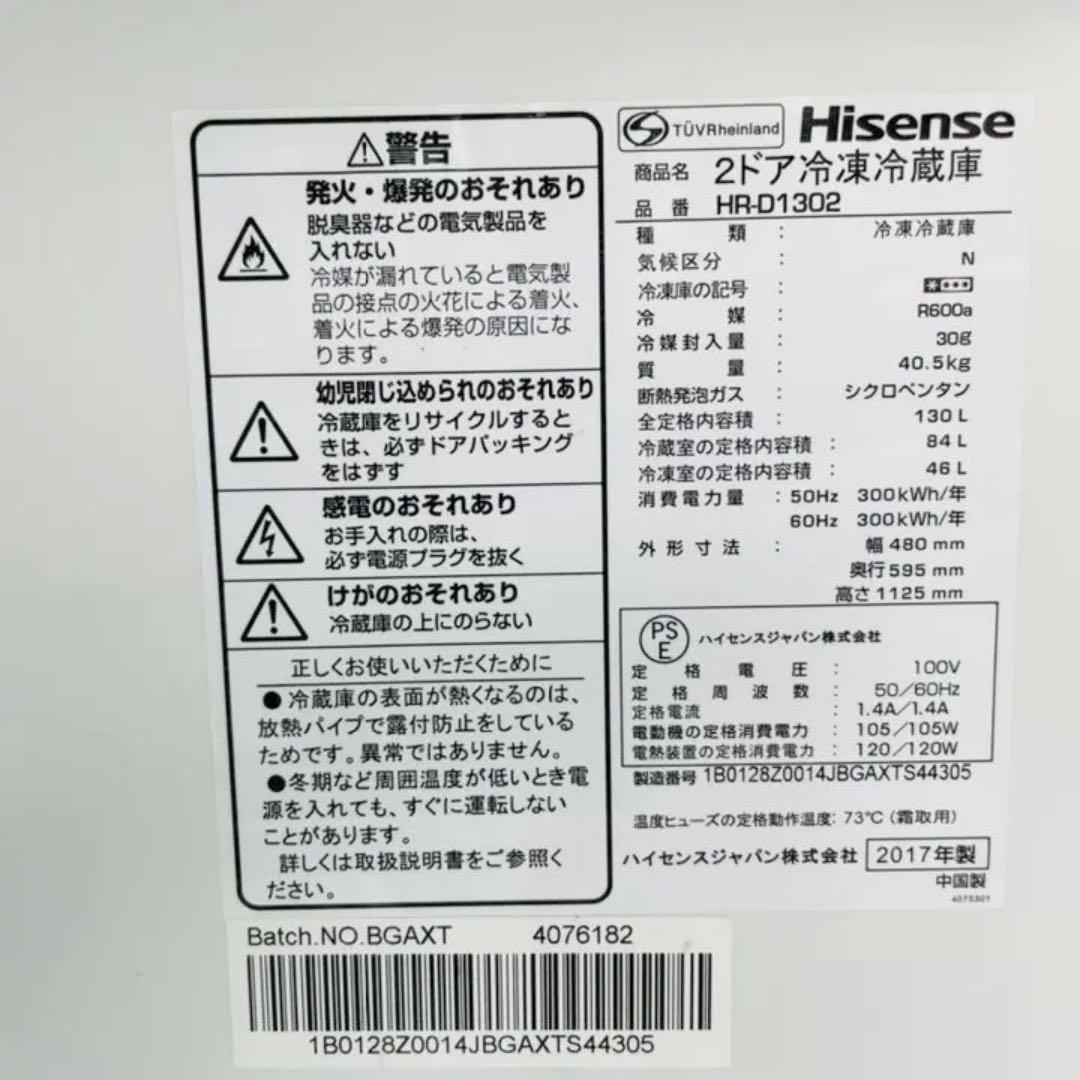 警告
発火・爆発のおそれあり
脱臭器などの電気製品を
入れない
冷媒が漏れていると電気製
品の接点の火花による着火、
着火による爆発の原因にな
ります。
幼児閉じ込められのおそれあり
冷蔵庫をリサイクルすると
きは、必ずドアパッキング
をはずす
感電のおそれあり
お手入れの際は、
必ず電源プラグを抜く
けがのおそれあり
冷蔵庫の上にのらない
正しくお使いいただくために
●冷蔵庫の表面が熱くなるのは、
放熱パイプで露付防止をしている
ためです。異常ではありません。
●冬期など周囲温度が低いとき電
源を入れても、すぐに運転しない
ことがあります。
詳しくは取扱説明書をご参照く
ださい。
TÜVRheinland Hisense
商品名 2ドア冷凍冷蔵庫
品番 HR-D1302
種類 : 冷凍冷蔵庫
気候区分 : N
冷凍庫の記号 :
冷媒 : R600a
冷媒封入量 : 30g
質量 : 40.5kg
断熱発泡ガス : シクロペンタン
全定格内容積 : 130 L
冷蔵室の定格内容積 : 84 L
冷凍室の定格内容積 : 46 L
消費電力量 : 50Hz 300kWh/年
60Hz 300kWh/年
外形寸法 : 幅 480 mm
奥行 595 mm
高さ 1125 mm
PS
E ハイセンスジャパン株式会社
定格電圧 : 100V
定格周波数 : 50/60Hz
定格電流 : 1.4A/1.4A
電動機の定格消費電力 : 105/105W
電熱装置の定格消費電力 : 120/120W
製造番号 1B0128Z0014JBGAXTS44305
温度ヒューズの定格動作温度: 73℃（霜取用）
ハイセンスジャパン株式会社 2017年製
中国製
4075301
Batch.NO.BGAXT 4076182
1B0128Z0014JBGAXTS44305